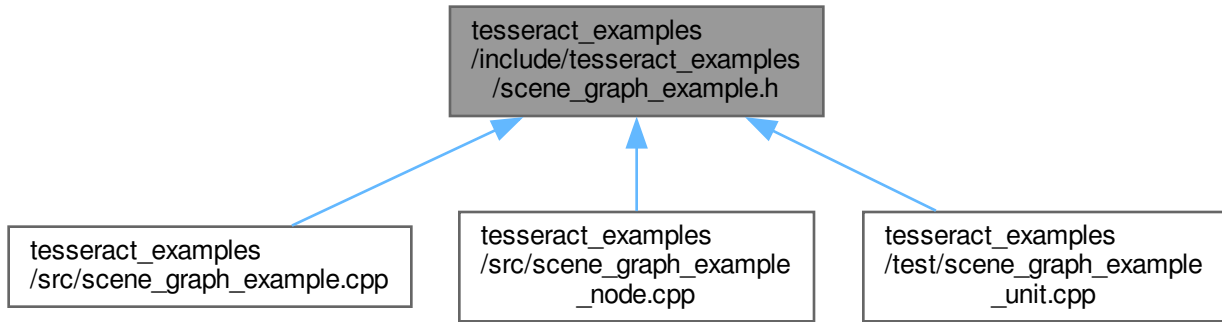 tesseract_examples
/include/tesseract_examples
/scene_graph_example.h
tesseract_examples
/src/scene_graph_example.cpp
tesseract_examples
/src/scene_graph_example
_node.cpp
tesseract_examples
/test/scene_graph_example
_unit.cpp